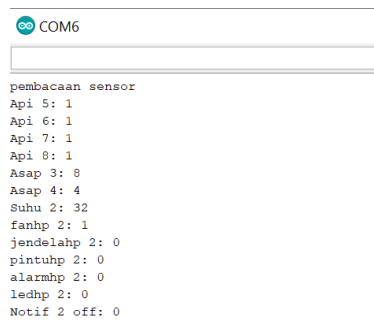 COM6
pembacaan sensor
Api 5: 1
Api 6: 1
Api 7: 1
Api 8: 1
Asap 3: 8
Asap 4: 4
Suhu 2: 32
fanhp 2: 1
jendelahp 2: 0
pintuhp 2: 0
alarmhp 2: 0
ledhp 2: 0
Notif 2 off: 0